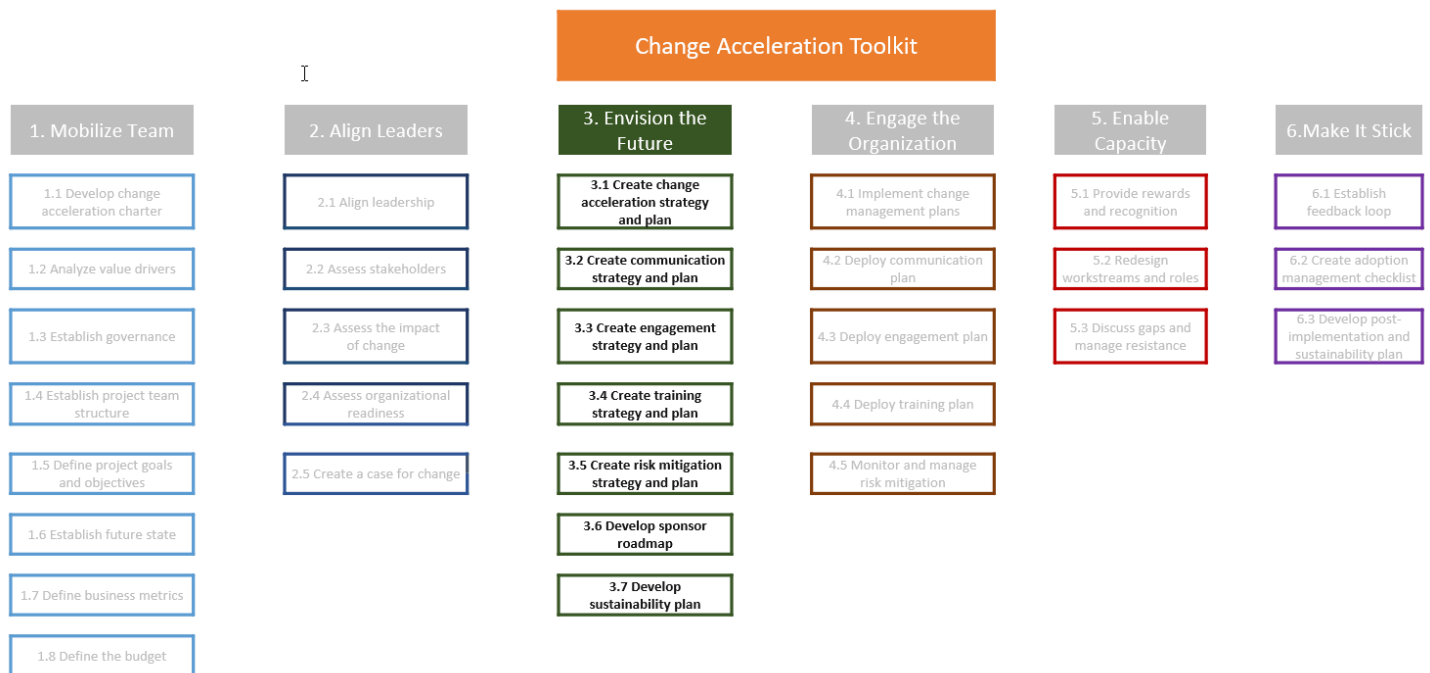 Change Acceleration Toolkit
1. Mobilize Team
1.1 Develop change
acceleration charter
1.2 Analyze value drivers
1.3 Establish governance
1.4 Establish project team
structure
1.5 Define project goals
and objectives
1.6 Establish future state
1.7 Define business metrics
1.8 Define the budget
2. Align Leaders
2.1 Align leadership
2.2 Assess stakeholders
2.3 Assess the impact
of change
2.4 Assess organizational
readiness
2.5 Create a case for change
3. Envision the
Future
3.1 Create change
acceleration strategy
and plan
3.2 Create communication
strategy and plan
3.3 Create engagement
strategy and plan
3.4 Create training
strategy and plan
3.5 Create risk mitigation
strategy and plan
3.6 Develop sponsor
roadmap
3.7 Develop
sustainability plan
4. Engage the
Organization
4.1 Implement change
management plans
4.2 Deploy communication
plan
4.3 Deploy engagement plan
4.4 Deploy training plan
4.5 Monitor and manage
risk mitigation
5. Enable
Capacity
5.1 Provide rewards
and recognition
5.2 Redesign
workstreams and roles
5.3 Discuss gaps and
manage resistance
6.Make It Stick
6.1 Establish
feedback loop
6.2 Create adoption
management checklist
6.3 Develop post-
implementation and
sustainability plan